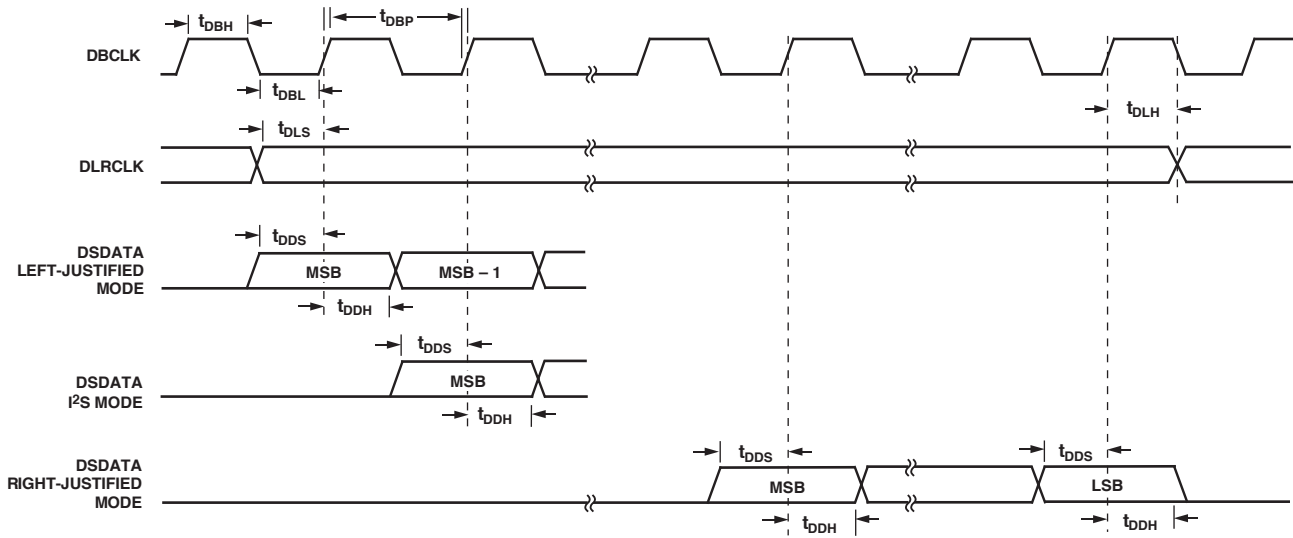 tDBH
tDBP
DBCLK
tDBL
tDLH
tDLS
DLRCLK
tDDS
DSDATA
LEFT-JUSTIFIED
MODE
MSB
MSB – 1
tDDH
tDDS
DSDATA
I²S MODE
MSB
tDDH
DSDATA
RIGHT-JUSTIFIED
MODE
tDDS
tDDS
MSB
LSB
tDDH
tDDH